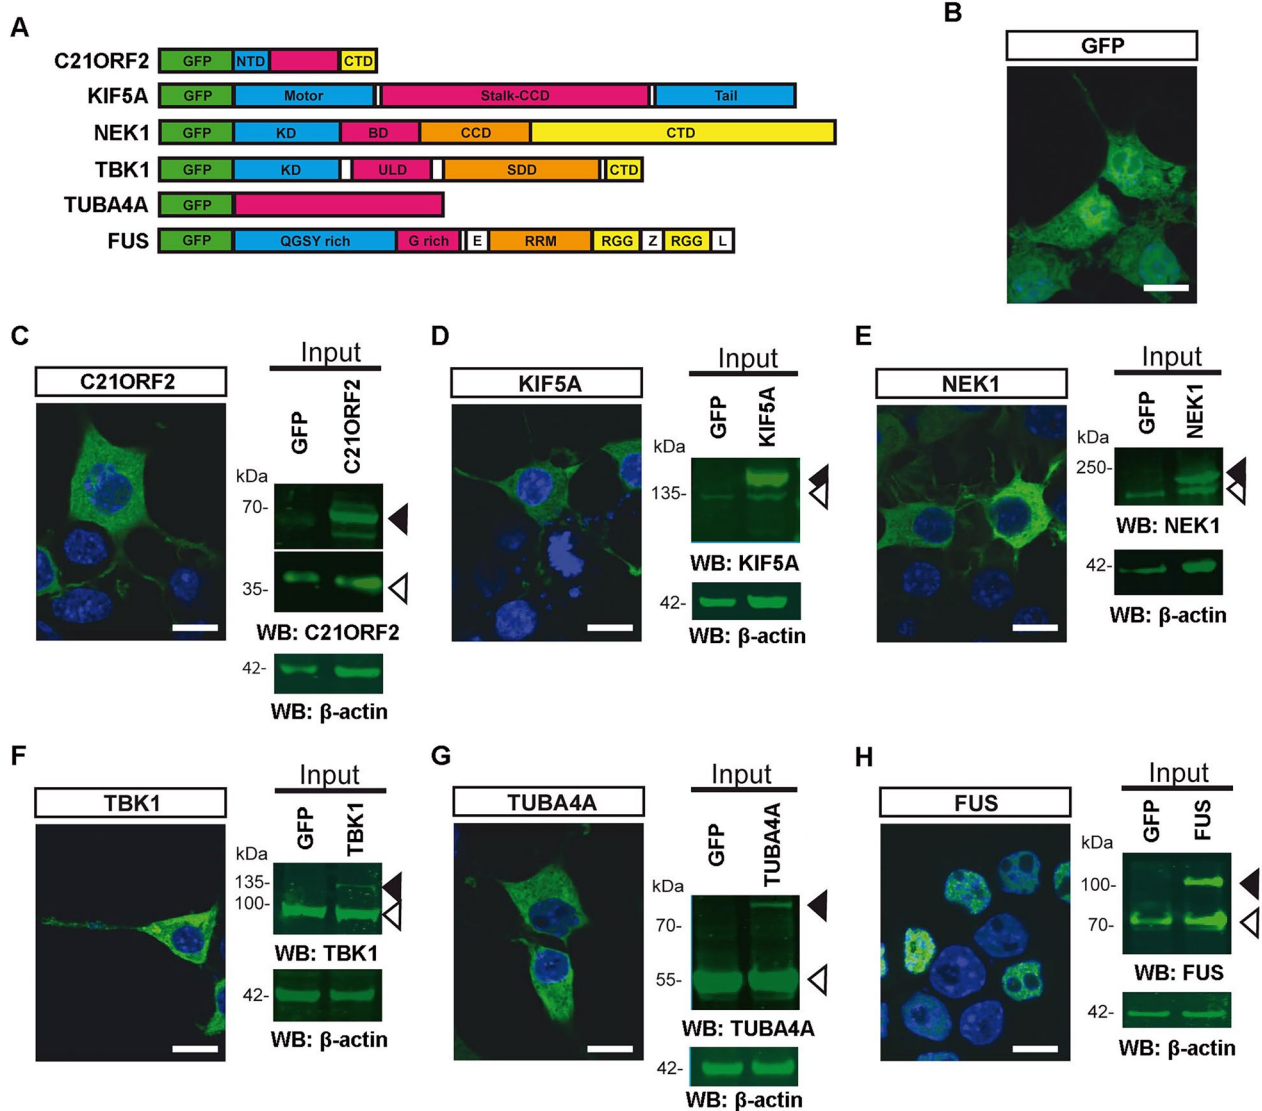 A
C21ORF2 GFP NTD CTD
KIF5A GFP Motor Stalk-CCD Tail
NEK1 GFP KD BD CCD CTD
TBK1 GFP KD ULD SDD CTD
TUBA4A GFP
FUS GFP QGSY rich G rich E RRM RGG Z RGG L
B
GFP
C
C21ORF2
Input
GFP
C21ORF2
kDa
70-
35-
WB: C21ORF2
42-
WB: β-actin
D
KIF5A
Input
GFP
KIF5A
kDa
135-
WB: KIF5A
42-
WB: β-actin
E
NEK1
Input
GFP
NEK1
kDa
250-
WB: NEK1
42-
WB: β-actin
F
TBK1
Input
GFP
TBK1
kDa
135-
100-
WB: TBK1
42-
WB: β-actin
G
TUBA4A
Input
GFP
TUBA4A
kDa
70-
55-
WB: TUBA4A
42-
WB: β-actin
H
FUS
Input
GFP
FUS
kDa
100-
70-
WB: FUS
42-
WB: β-actin